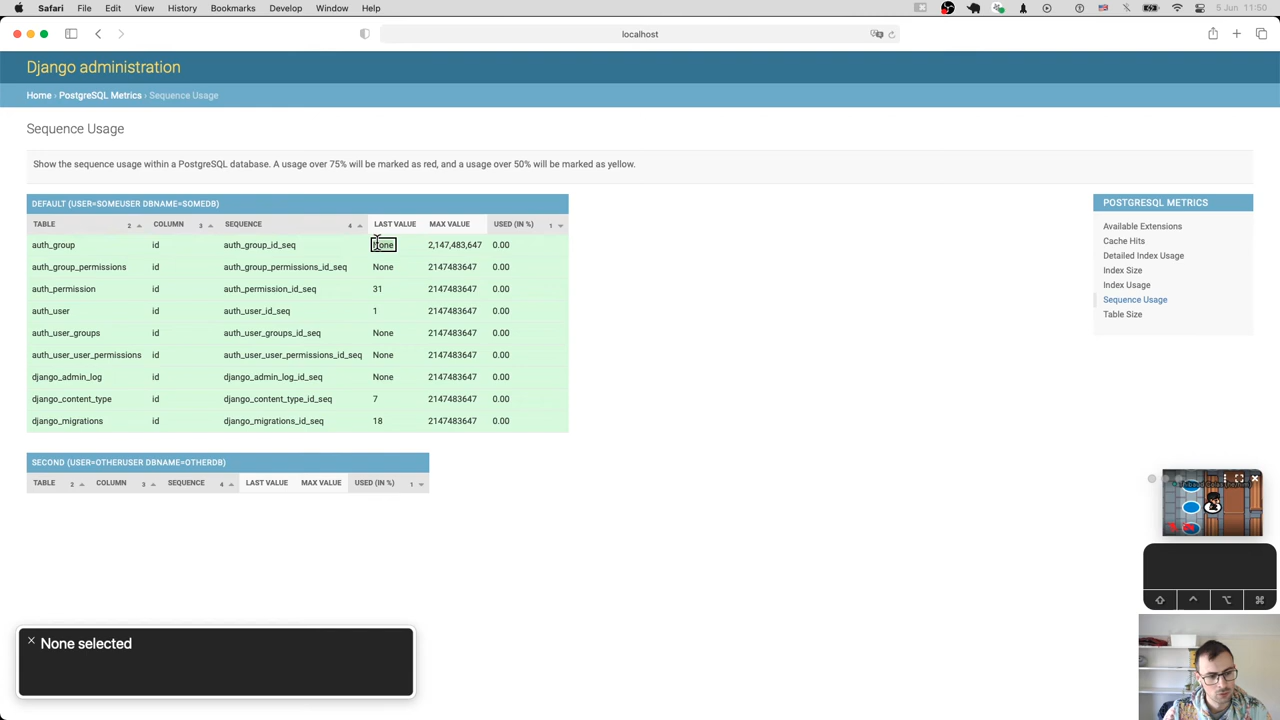 Safari File Edit View History Bookmarks Develop Window Help 5 Jun 11:50
localhost
Django administration
Home › PostgreSQL Metrics › Sequence Usage
Sequence Usage
Show the sequence usage within a PostgreSQL database. A usage over 75% will be marked as red, and a usage over 50% will be marked as yellow.
DEFAULT (USER=SOMEUSER DBNAME=SOMEDB)
TABLE 2 COLUMN 3 SEQUENCE 4 LAST VALUE MAX VALUE USED (IN %) 1
auth_group id auth_group_id_seq None 2,147,483,647 0.00
auth_group_permissions id auth_group_permissions_id_seq None 2147483647 0.00
auth_permission id auth_permission_id_seq 31 2147483647 0.00
auth_user id auth_user_id_seq 1 2147483647 0.00
auth_user_groups id auth_user_groups_id_seq None 2147483647 0.00
auth_user_user_permissions id auth_user_user_permissions_id_seq None 2147483647 0.00
django_admin_log id django_admin_log_id_seq None 2147483647 0.00
django_content_type id django_content_type_id_seq 7 2147483647 0.00
django_migrations id django_migrations_id_seq 18 2147483647 0.00
SECOND (USER=OTHERUSER DBNAME=OTHERDB)
TABLE 2 COLUMN 3 SEQUENCE 4 LAST VALUE MAX VALUE USED (IN %) 1
POSTGRESQL METRICS
Available Extensions
Cache Hits
Detailed Index Usage
Index Size
Index Usage
Sequence Usage
Table Size
None selected